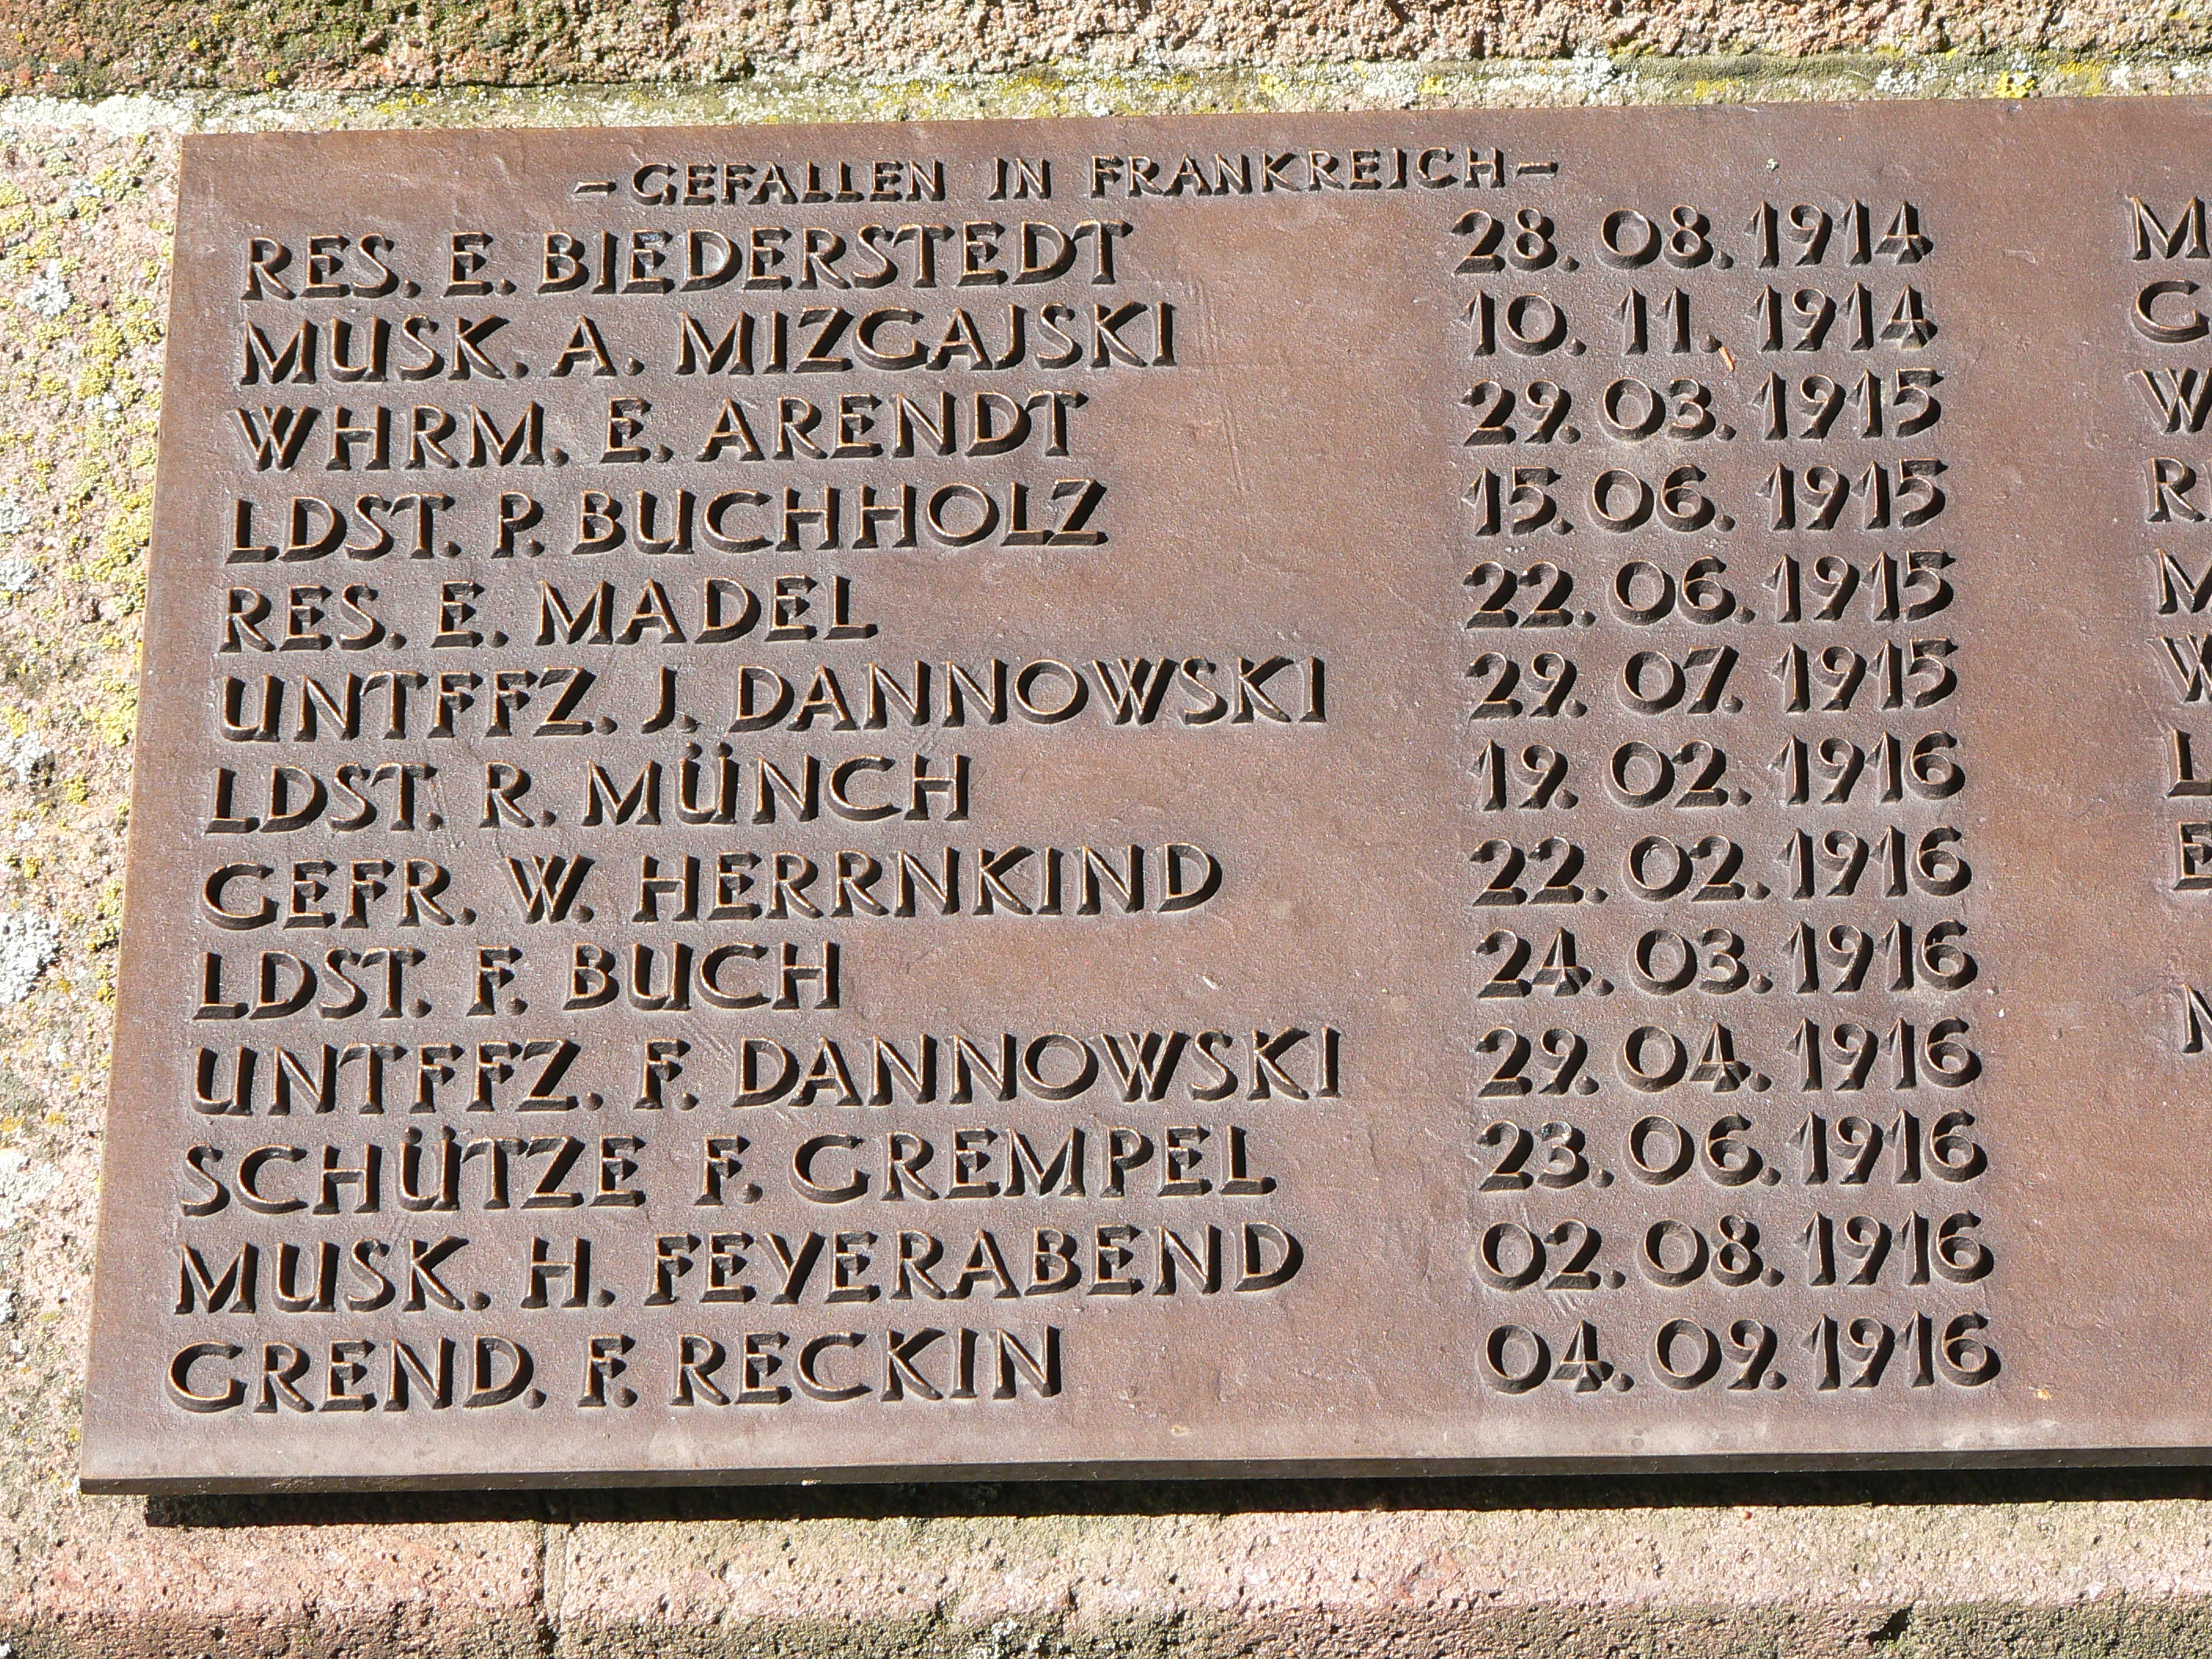 – GEFALLEN IN FRANKREICH –
RES. E. BIEDERSTEDT 28. 08. 1914
MUSK. A. MIZGAJSKI 10. 11. 1914
WHRM. E. ARENDT 29. 03. 1915
LDST. P. BUCHHOLZ 15. 06. 1915
RES. E. MADEL 22. 06. 1915
UNTFFZ. J. DANNOWSKI 29. 07. 1915
LDST. R. MÜNCH 19. 02. 1916
GEFR. W. HERRNKIND 22. 02. 1916
LDST. F. BUCH 24. 03. 1916
UNTFFZ. F. DANNOWSKI 29. 04. 1916
SCHÜTZE F. GREMPEL 23. 06. 1916
MUSK. H. FEYERABEND 02. 08. 1916
GREND. F. RECKIN 04. 09. 1916